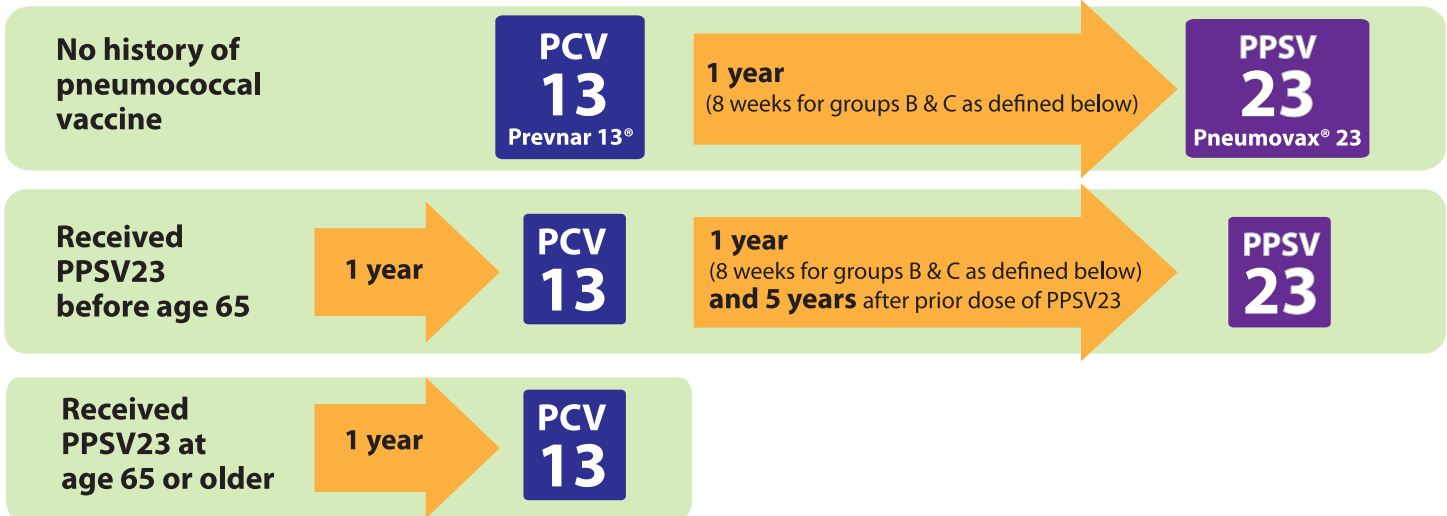 No history of
pneumococcal
vaccine
PCV
13
Prevnar 13®
1 year
(8 weeks for groups B & C as defined below)
PPSV
23
Pneumovax® 23
Received
PPSV23
before age 65
1 year
PCV
13
1 year
(8 weeks for groups B & C as defined below)
and 5 years after prior dose of PPSV23
PPSV
23
Received
PPSV23 at
age 65 or older
1 year
PCV
13